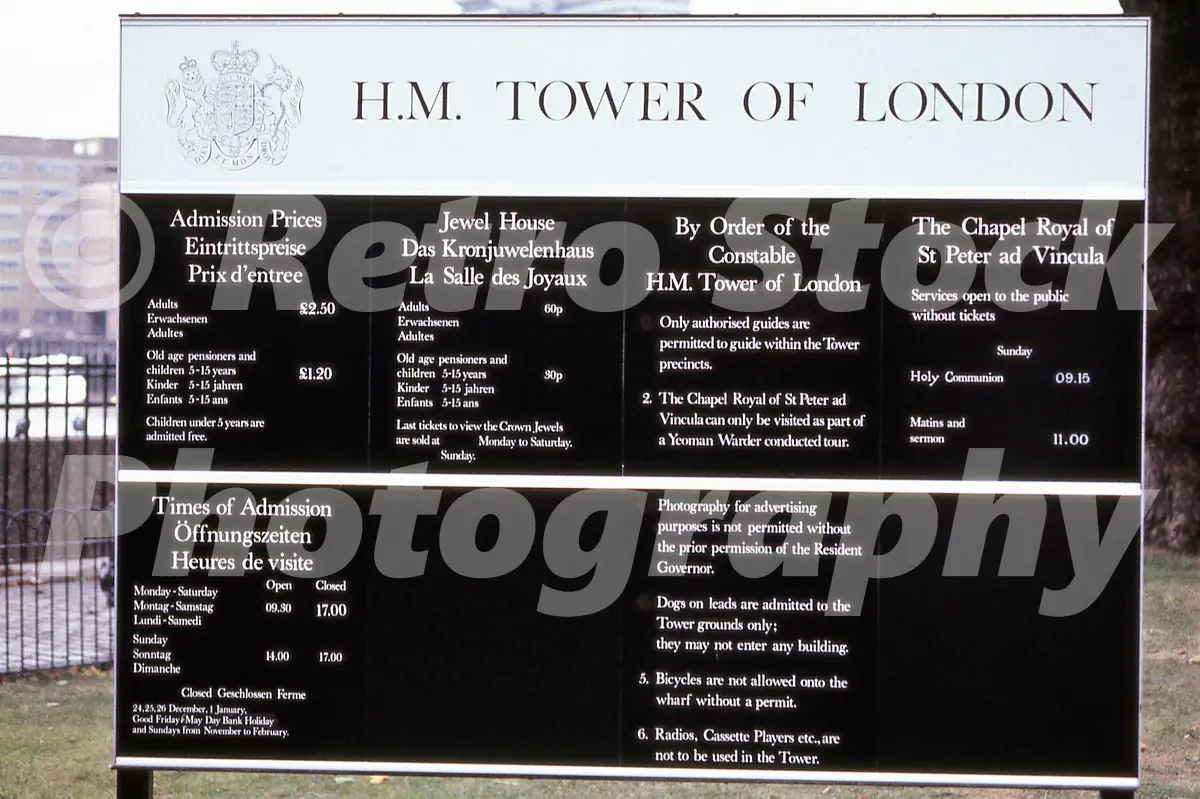 H.M. TOWER OF LONDON
ET MON
Admission Prices
Eintrittspreise
Prix d'entree
Adults
Erwachsenen £2.50
Adultes
Old age pensioners and
children 5-15 years £1.20
Kinder 5-15 jahren
Enfants 5-15 ans
Children under 5 years are
admitted free.
Jewel House
Das Kronjuwelenhaus
La Salle des Joyaux
Adults 60p
Erwachsenen
Adultes
Old age pensioners and
children 5-15 years 30p
Kinder 5-15 jahren
Enfants 5-15 ans
Last tickets to view the Crown Jewels
are sold at Monday to Saturday.
Sunday.
By Order of the
Constable
H.M. Tower of London
Only authorised guides are
permitted to guide within the Tower
precincts.
2. The Chapel Royal of St Peter ad
Vincula can only be visited as part of
a Yeoman Warder conducted tour.
The Chapel Royal of
St Peter ad Vincula
Services open to the public
without tickets
Sunday
Holy Communion 09.15
Matins and
sermon 11.00
Times of Admission
Öffnungszeiten
Heures de visite
Open Closed
Monday-Saturday
Montag-Samstag 09.30 17.00
Lundi-Samedi
Sunday
Sonntag 14.00 17.00
Dimanche
Closed Geschlossen Ferme
24,25,26 December, 1 January,
Good Friday May Day Bank Holiday
and Sundays from November to February.
Photography for advertising
purposes is not permitted without
the prior permission of the Resident
Governor.
Dogs on leads are admitted to the
Tower grounds only;
they may not enter any building.
5. Bicycles are not allowed onto the
wharf without a permit.
6. Radios, Cassette Players etc., are
not to be used in the Tower.
© Retro Stock
Photography